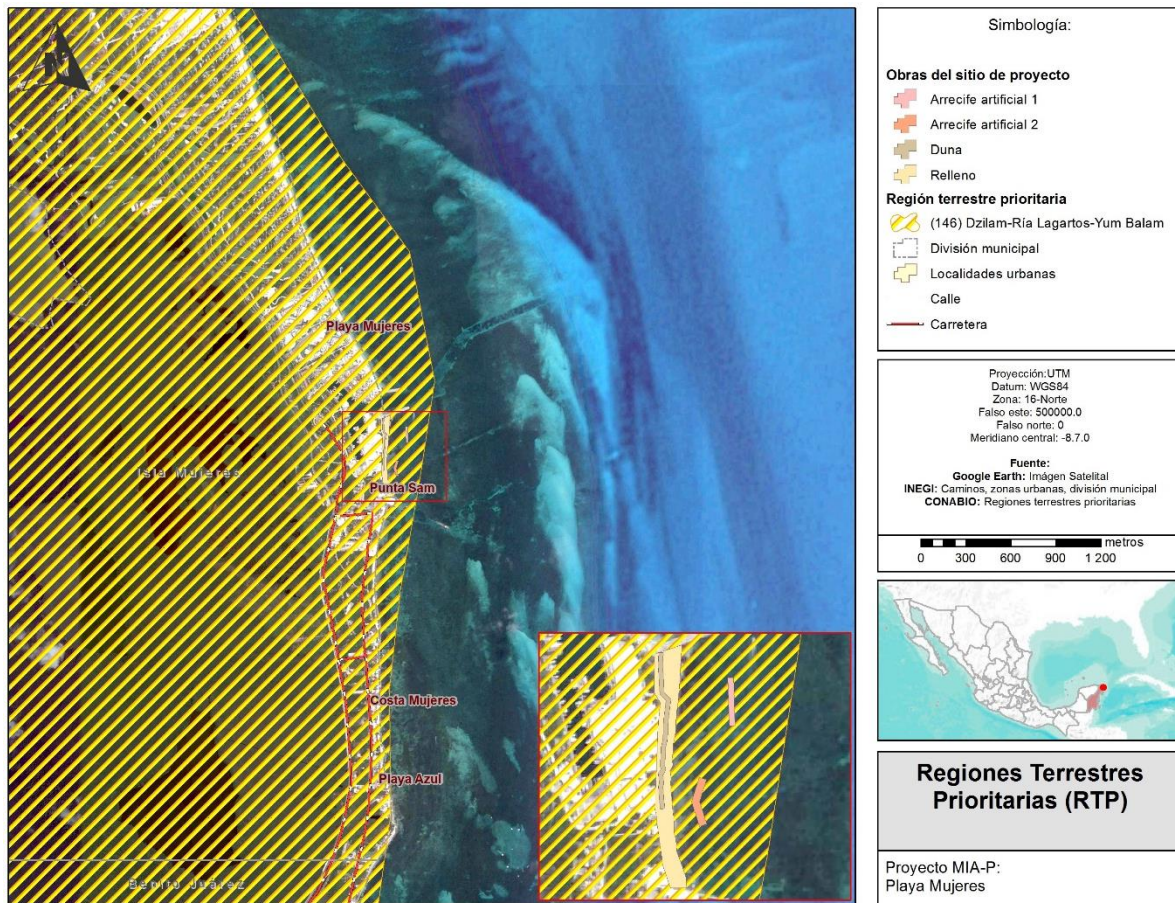 Playa Mujeres
Isla Mujeres
Punta Sam
Costa Mujeres
Playa Azul
Benito Juárez
Simbología:
Obras del sitio de proyecto
Arrecife artificial 1
Arrecife artificial 2
Duna
Relleno
Región terrestre prioritaria
(146) Dzilam-Ría Lagartos-Yum Balam
División municipal
Localidades urbanas
Calle
Carretera
Proyección:UTM
Datum: WGS84
Zona: 16-Norte
Falso este: 500000.0
Falso norte: 0
Meridiano central: -8.7.0
Fuente:
Google Earth: Imágen Satelital
INEGI: Caminos, zonas urbanas, división municipal
CONABIO: Regiones terrestres prioritarias
metros
0 300 600 900 1 200
Regiones Terrestres
Prioritarias (RTP)
Proyecto MIA-P:
Playa Mujeres